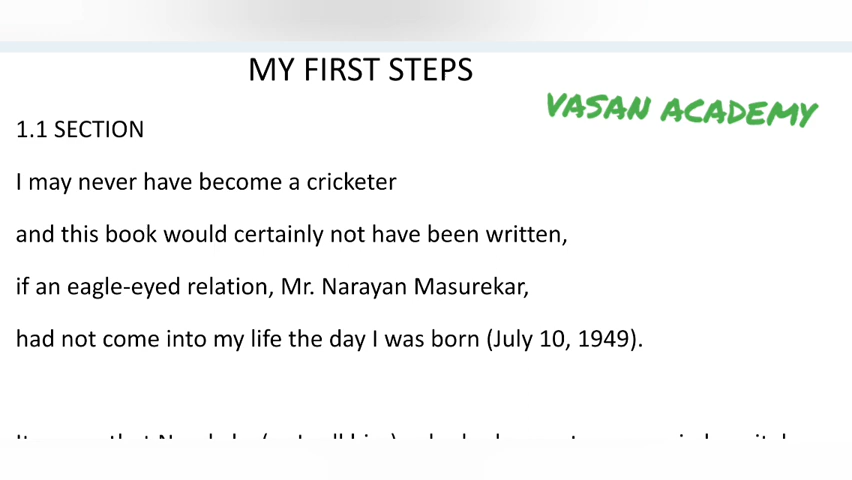 MY FIRST STEPS
VASAN ACADEMY
1.1 SECTION
I may never have become a cricketer
and this book would certainly not have been written,
if an eagle-eyed relation, Mr. Narayan Masurekar,
had not come into my life the day I was born (July 10, 1949).